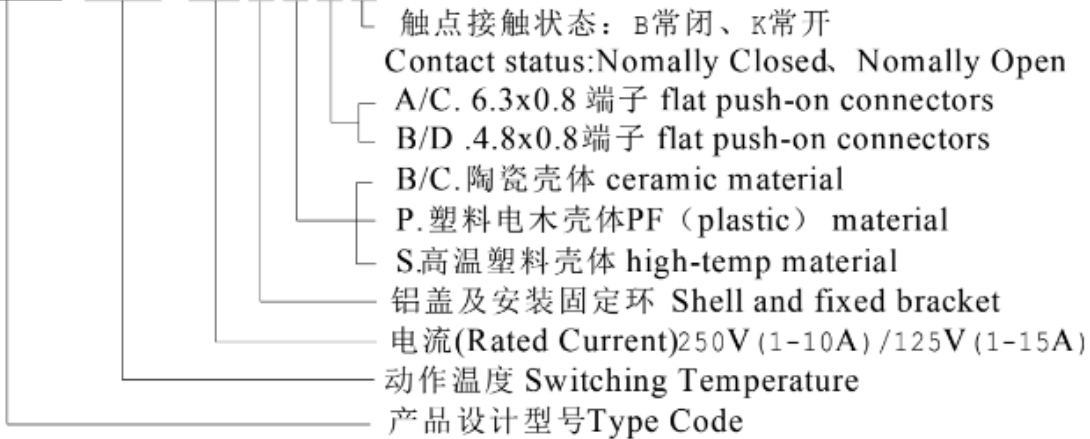 触点接触状态：B常闭、K常开
Contact status:Nomally Closed、Nomally Open
A/C. 6.3x0.8 端子 flat push-on connectors
B/D .4.8x0.8端子 flat push-on connectors
B/C.陶瓷壳体 ceramic material
P.塑料电木壳体PF（plastic） material
S.高温塑料壳体 high-temp material
铝盖及安装固定环 Shell and fixed bracket
电流(Rated Current)250V(1-10A)/125V(1-15A)
动作温度 Switching Temperature
产品设计型号Type Code